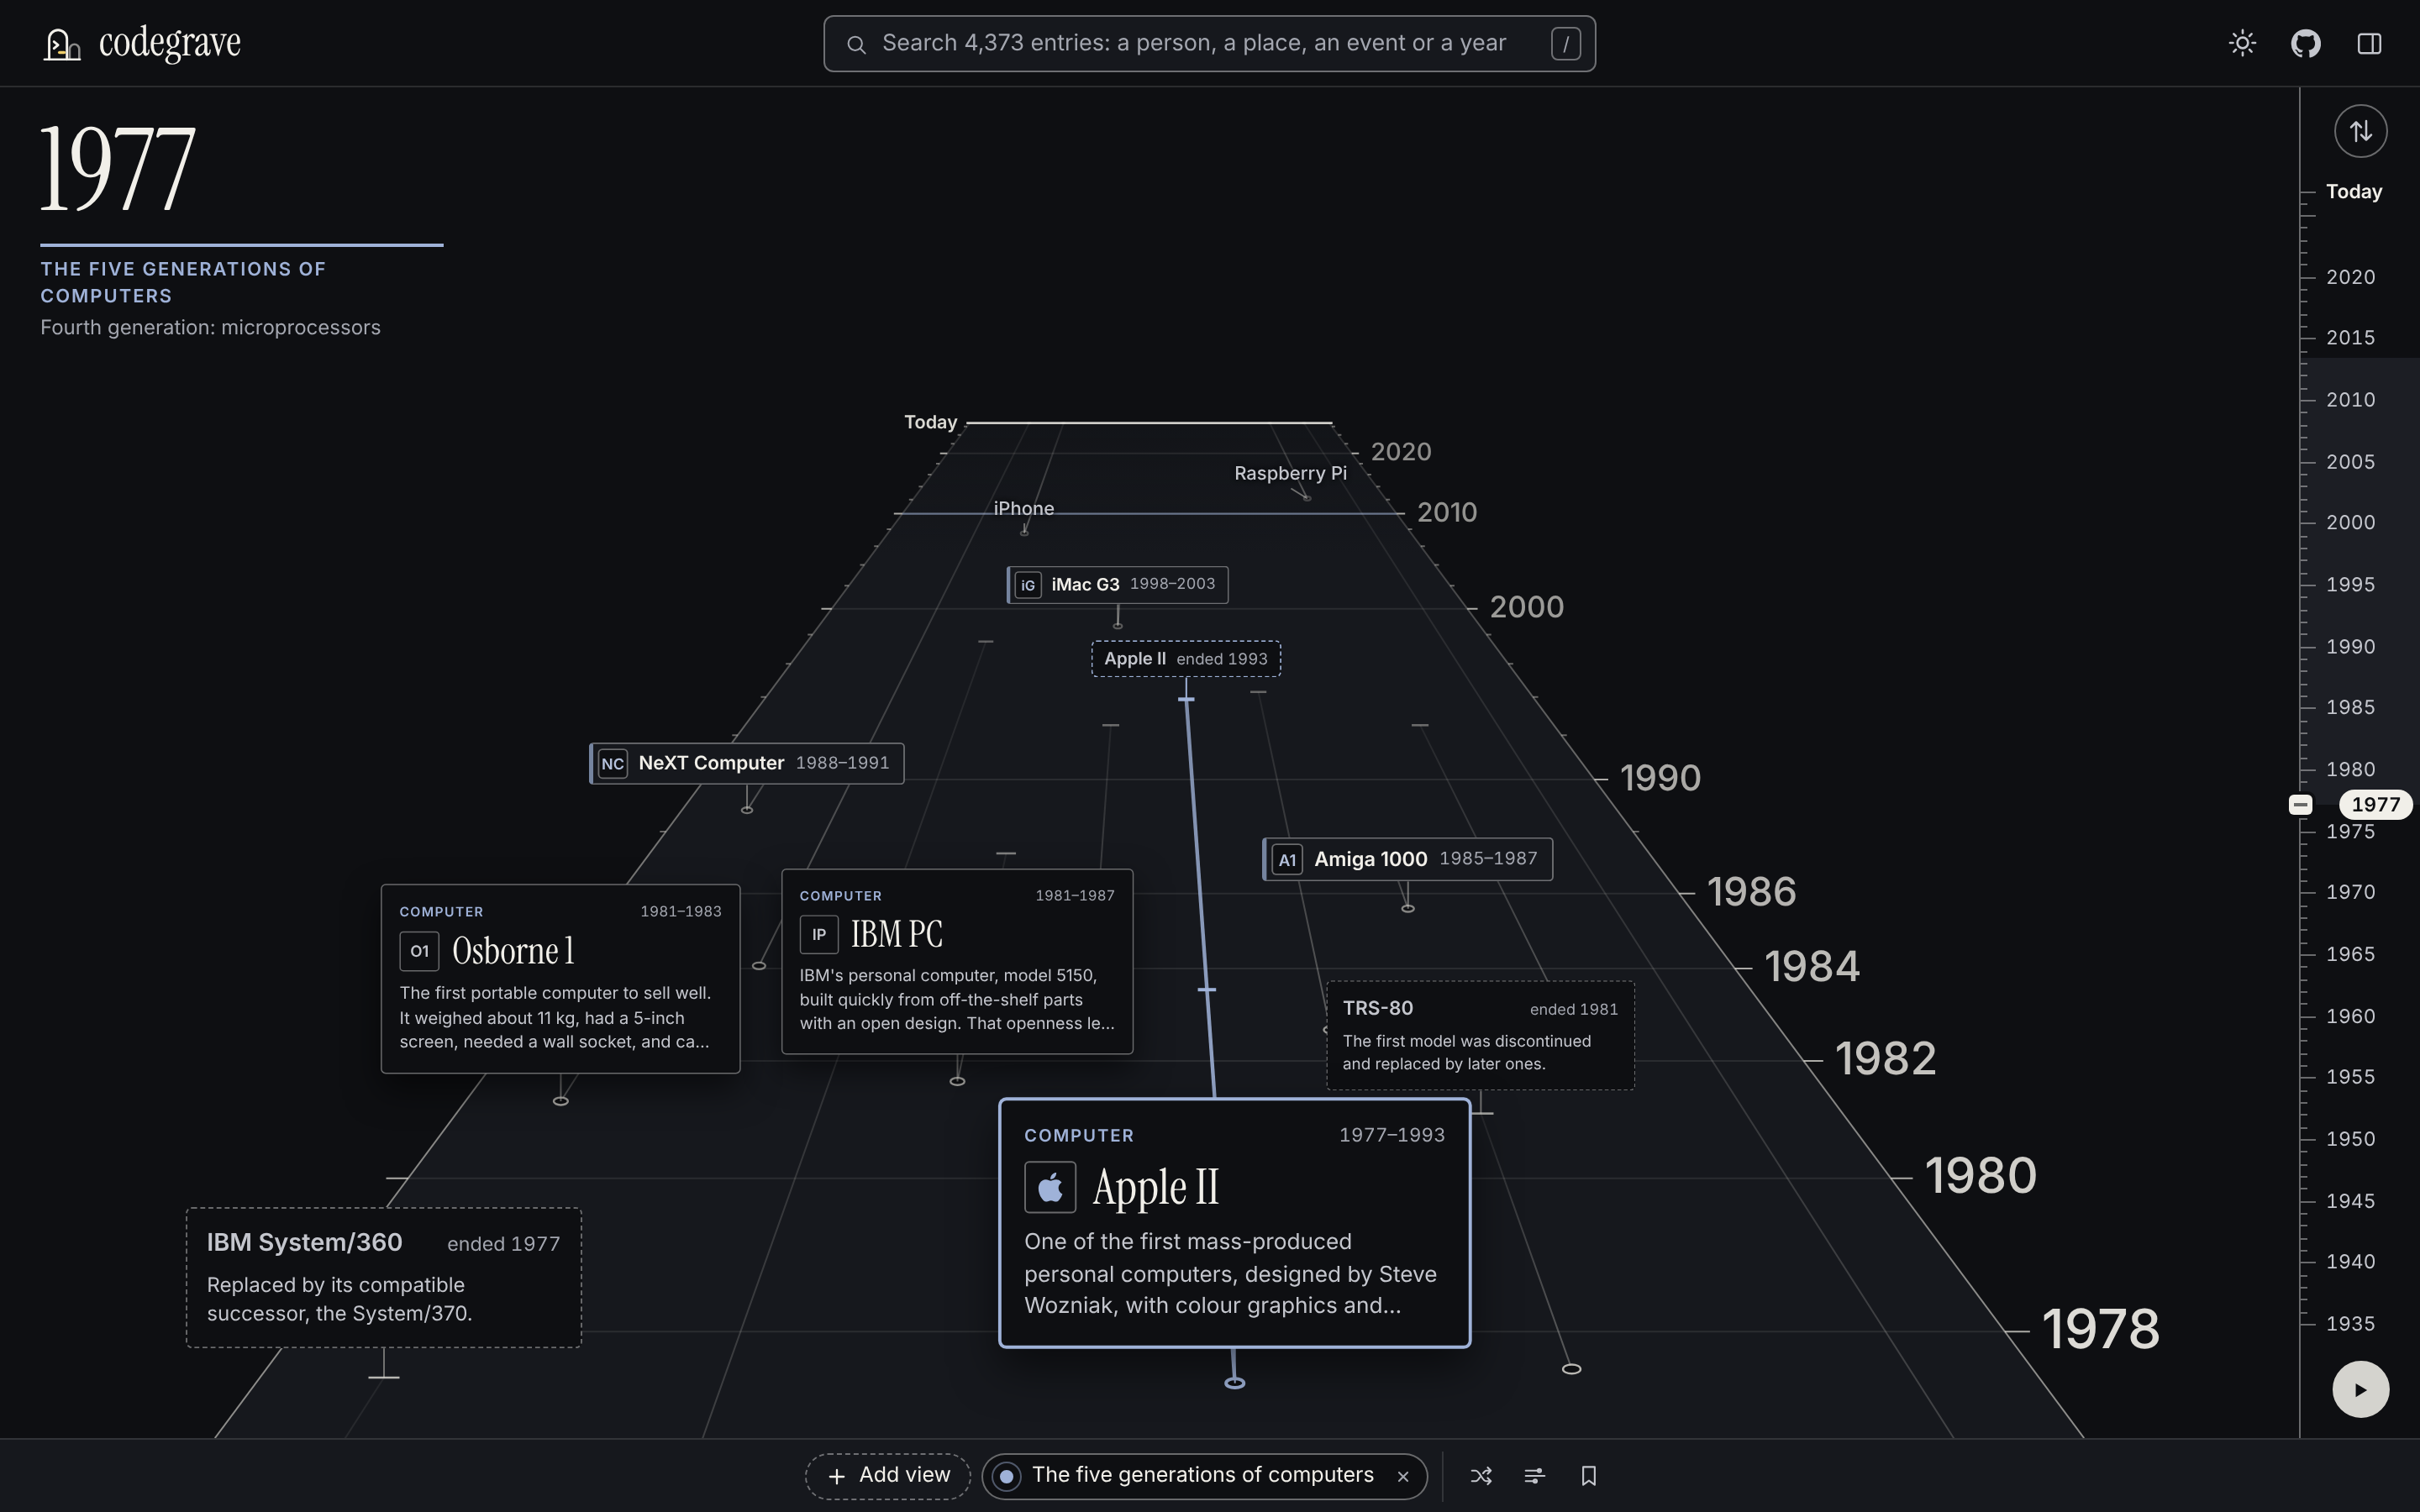 codegrave
Search 4,373 entries: a person, a place, an event or a year
/
1977
THE FIVE GENERATIONS OF
COMPUTERS
Fourth generation: microprocessors
Today
2020
Raspberry Pi
iPhone
2010
iG iMac G3 1998–2003
2000
Apple II ended 1993
NC NeXT Computer 1988–1991
1990
A1 Amiga 1000 1985–1987
1986
COMPUTER 1981–1983
O1 Osborne 1
The first portable computer to sell well.
It weighed about 11 kg, had a 5-inch
screen, needed a wall socket, and ca...
COMPUTER 1981–1987
IP IBM PC
IBM's personal computer, model 5150,
built quickly from off-the-shelf parts
with an open design. That openness le...
1984
TRS-80 ended 1981
The first model was discontinued
and replaced by later ones.
1982
COMPUTER 1977–1993
Apple II
One of the first mass-produced
personal computers, designed by Steve
Wozniak, with colour graphics and...
1980
IBM System/360 ended 1977
Replaced by its compatible
successor, the System/370.
1978
Today
2020
2015
2010
2005
2000
1995
1990
1985
1980
1977
1975
1970
1965
1960
1955
1950
1945
1940
1935
Add view
The five generations of computers